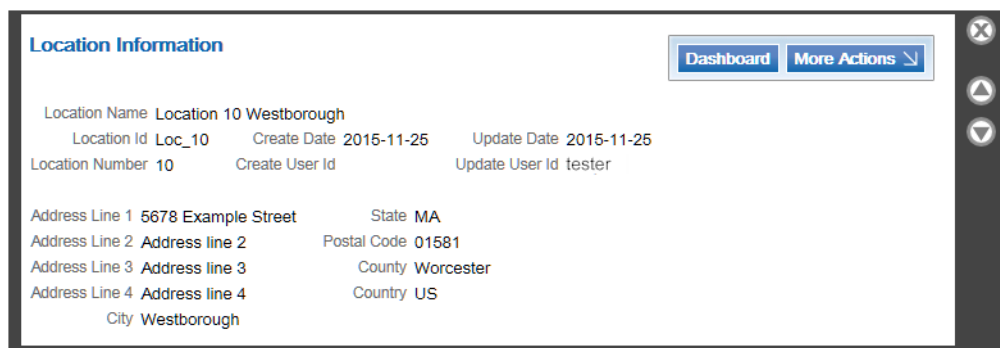 Location Information
Dashboard More Actions
Location Name Location 10 Westborough
Location Id Loc_10 Create Date 2015-11-25 Update Date 2015-11-25
Location Number 10 Create User Id Update User Id tester
Address Line 1 5678 Example Street State MA
Address Line 2 Address line 2 Postal Code 01581
Address Line 3 Address line 3 County Worcester
Address Line 4 Address line 4 Country US
City Westborough